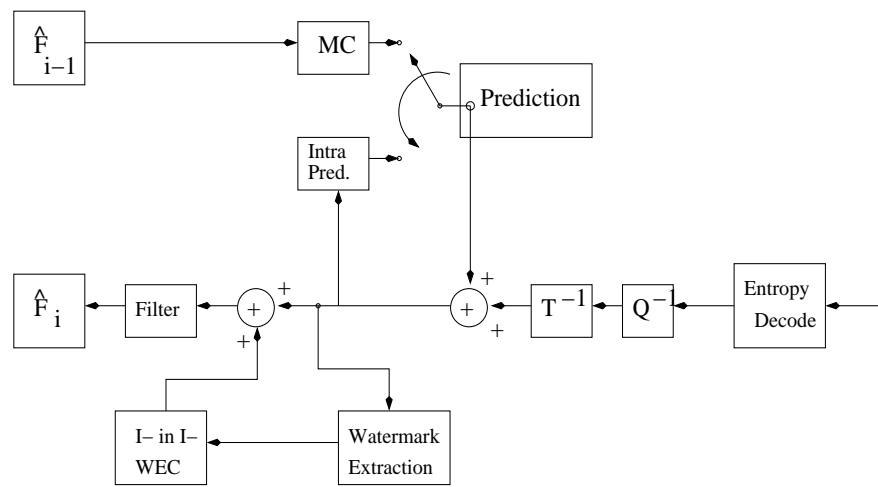 F̂ i−1
MC
Prediction
Intra
Pred.
F̂ i
Filter
+
+
+
+
+
+
T −1
Q −1
Entropy
Decode
I− in I−
WEC
Watermark
Extraction